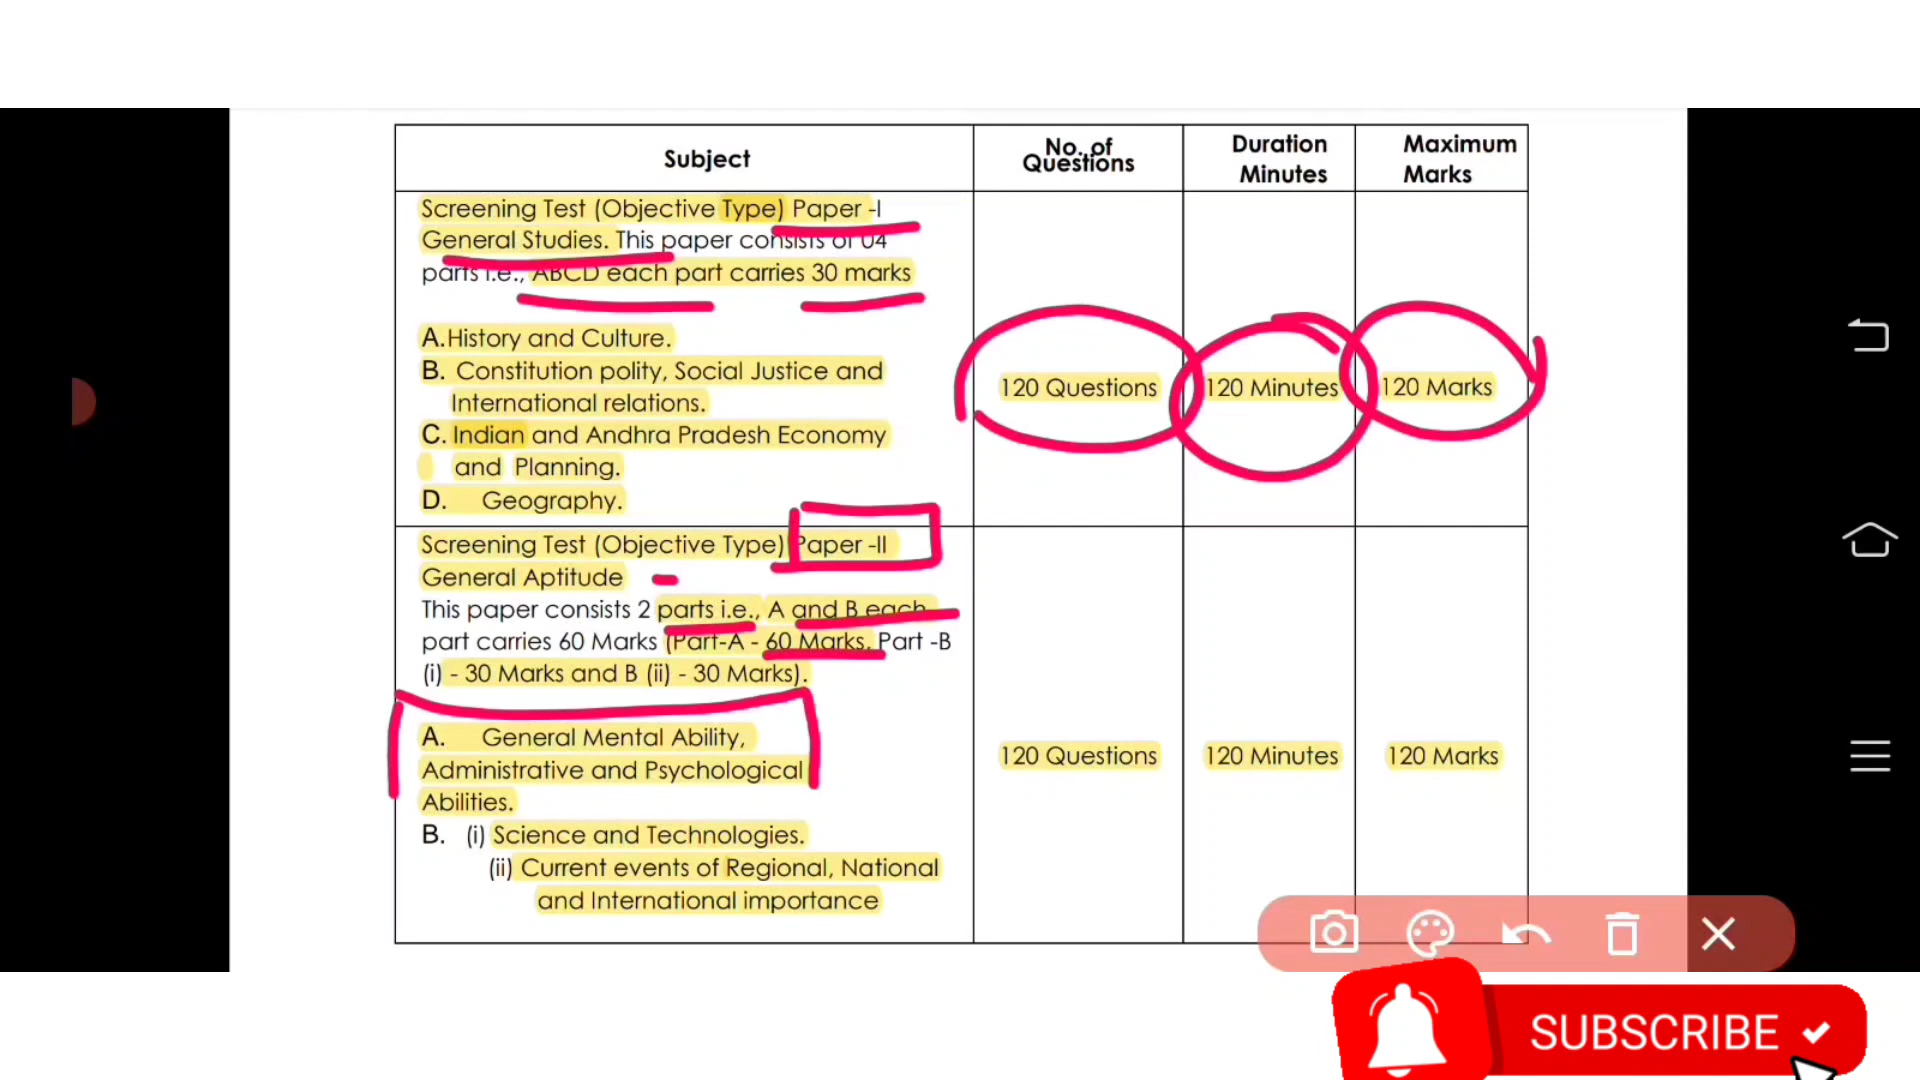 Subject
No. of
Questions
Duration
Minutes
Maximum
Marks
Screening Test (Objective Type) Paper -I
General Studies. This paper consists of 04
parts i.e., ABCD each part carries 30 marks
A.History and Culture.
B. Constitution polity, Social Justice and
International relations.
C. Indian and Andhra Pradesh Economy
and Planning.
D. Geography.
120 Questions
120 Minutes
120 Marks
Screening Test (Objective Type) Paper -II
General Aptitude
This paper consists 2 parts i.e., A and B each
part carries 60 Marks (Part-A - 60 Marks, Part -B
(i) - 30 Marks and B (ii) - 30 Marks).
A. General Mental Ability,
Administrative and Psychological
Abilities.
B. (i) Science and Technologies.
(ii) Current events of Regional, National
and International importance
120 Questions
120 Minutes
120 Marks
SUBSCRIBE